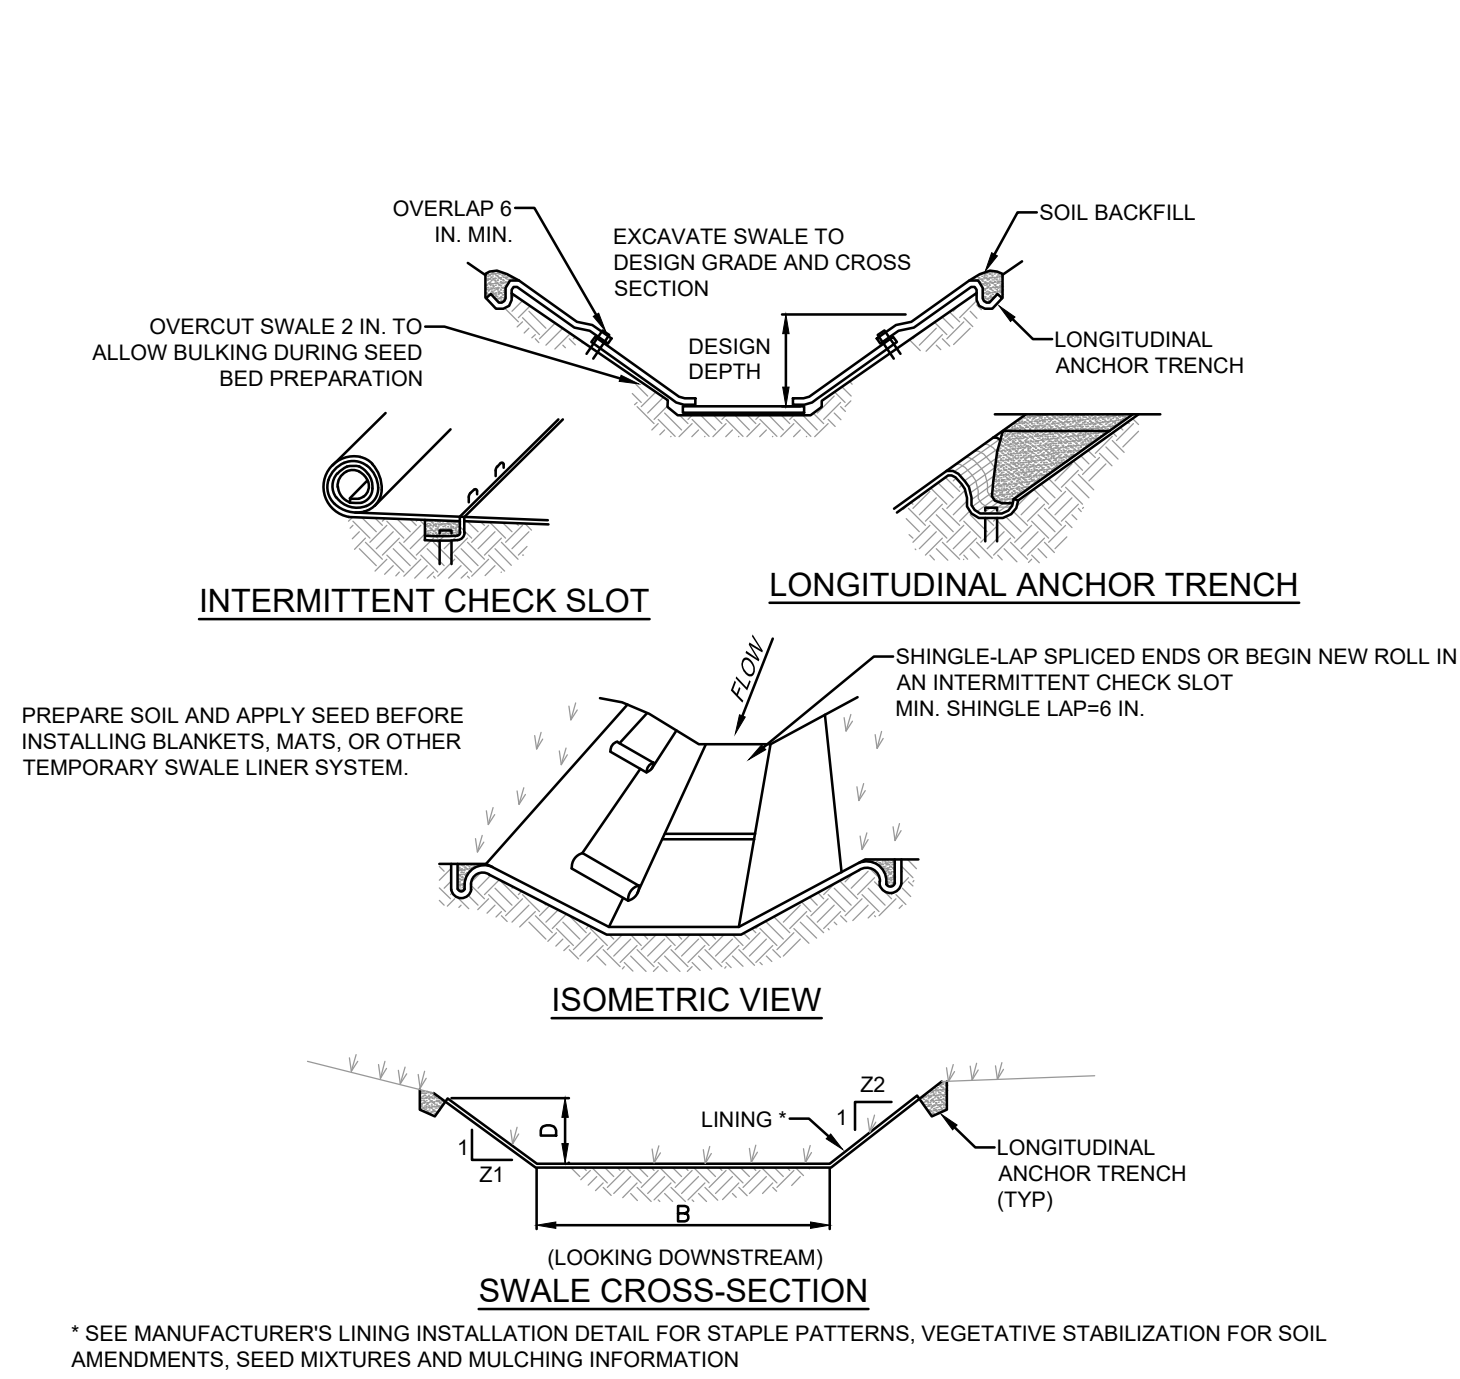 OVERLAP 6
IN. MIN.
EXCAVATE SWALE TO
DESIGN GRADE AND CROSS
SECTION
SOIL BACKFILL
OVERCUT SWALE 2 IN. TO
ALLOW BULKING DURING SEED
BED PREPARATION
DESIGN
DEPTH
LONGITUDINAL
ANCHOR TRENCH
INTERMITTENT CHECK SLOT
LONGITUDINAL ANCHOR TRENCH
FLOW
SHINGLE-LAP SPLICED ENDS OR BEGIN NEW ROLL IN
AN INTERMITTENT CHECK SLOT
MIN. SHINGLE LAP=6 IN.
PREPARE SOIL AND APPLY SEED BEFORE
INSTALLING BLANKETS, MATS, OR OTHER
TEMPORARY SWALE LINER SYSTEM.
ISOMETRIC VIEW
1
Z1
D
LINING *
1
Z2
LONGITUDINAL
ANCHOR TRENCH
(TYP)
B
(LOOKING DOWNSTREAM)
SWALE CROSS-SECTION
* SEE MANUFACTURER'S LINING INSTALLATION DETAIL FOR STAPLE PATTERNS, VEGETATIVE STABILIZATION FOR SOIL
AMENDMENTS, SEED MIXTURES AND MULCHING INFORMATION